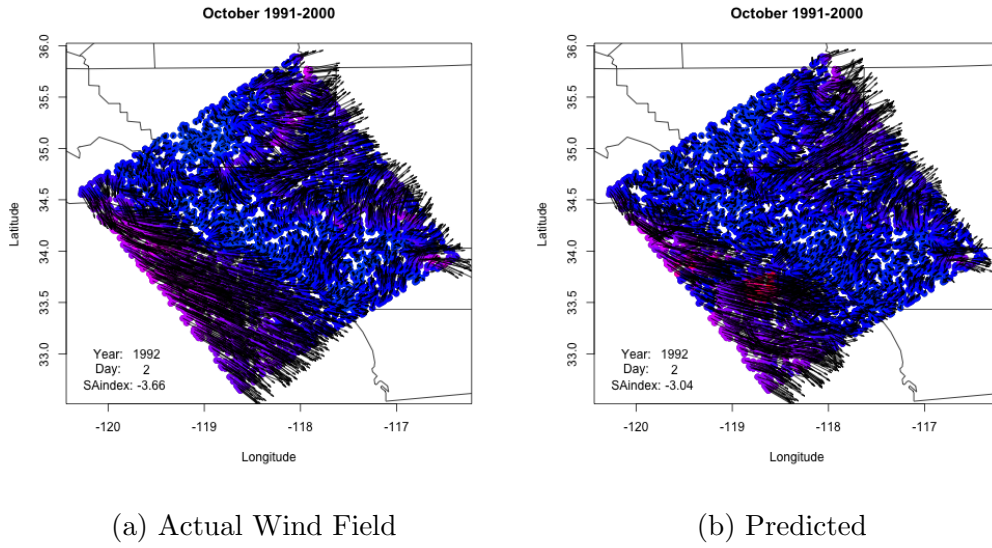 October 1991-2000
36.0
35.5
35.0
34.5
34.0
33.5
33.0
Latitude
Year: 1992
Day: 2
SAindex: -3.66
-120 -119 -118 -117
Longitude
(a) Actual Wind Field
October 1991-2000
36.0
35.5
35.0
34.5
34.0
33.5
33.0
Latitude
Year: 1992
Day: 2
SAindex: -3.04
-120 -119 -118 -117
Longitude
(b) Predicted